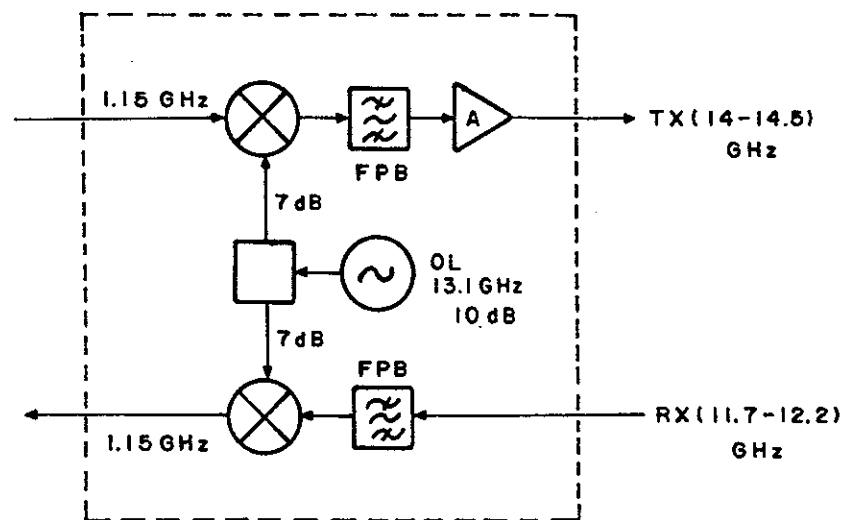 1.15 GHz
A
TX(14-14.5)
GHz
FPB
7 dB
OL
13.1 GHz
10 dB
7 dB
FPB
1.15 GHz
RX(11.7-12.2)
GHz